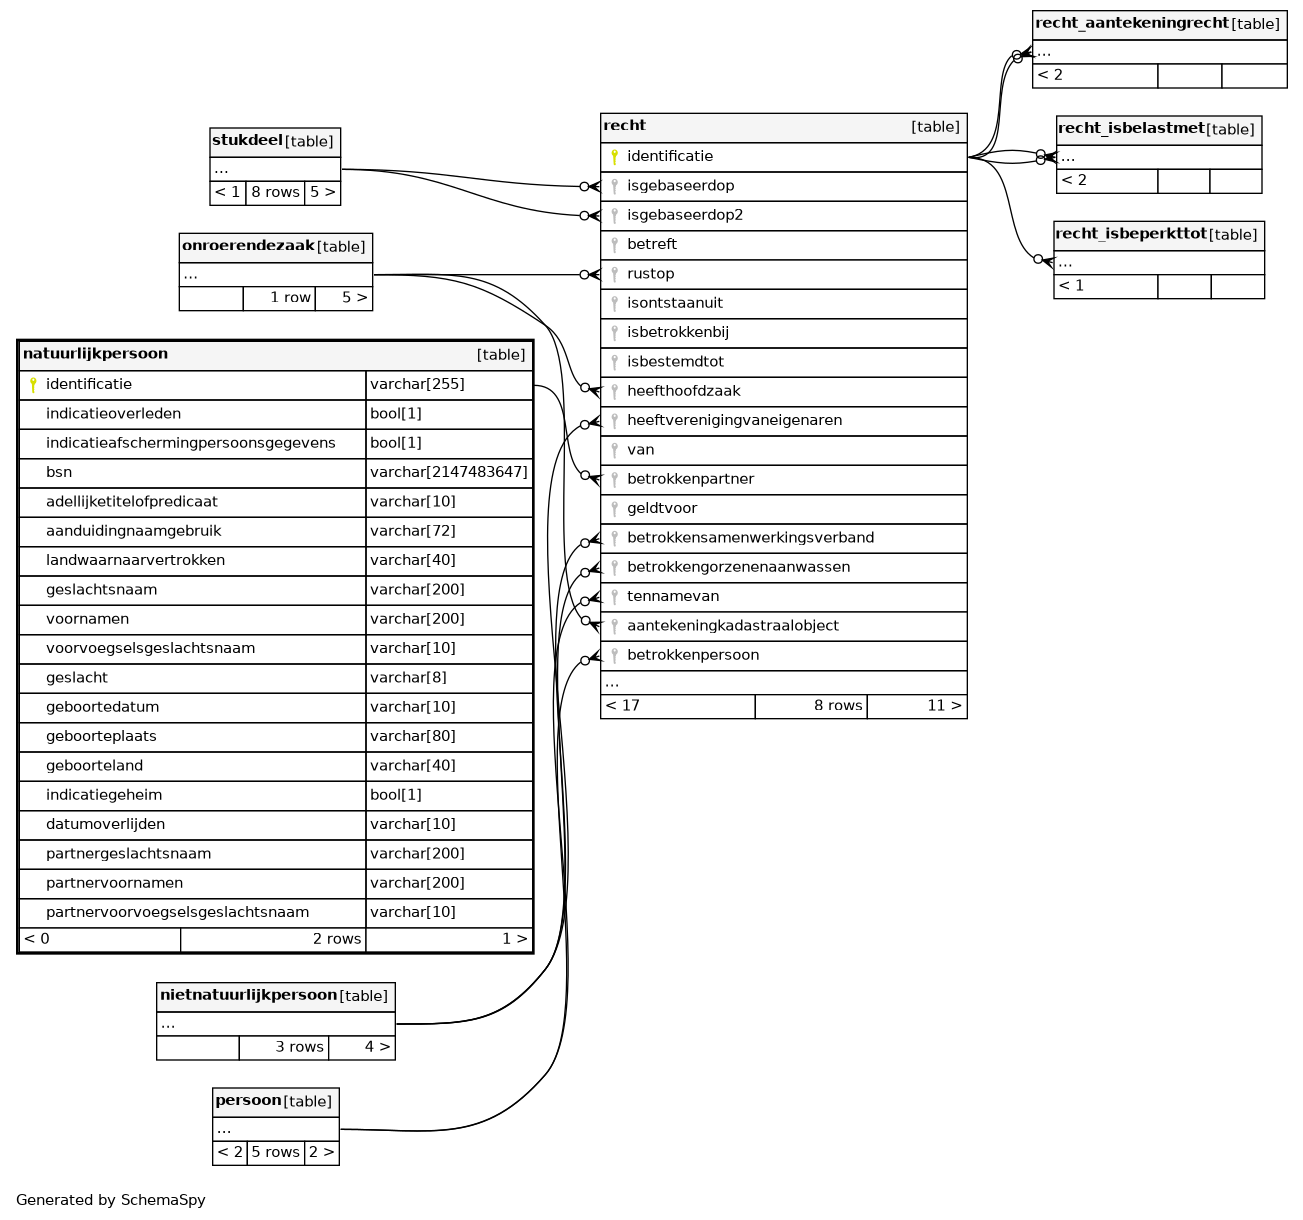 recht_aantekeningrecht [table]
...
< 2
recht_isbelastmet [table]
...
< 2
recht_isbeperkttot [table]
...
< 1
stukdeel [table]
...
< 1 8 rows 5 >
onroerendezaak [table]
...
1 row 5 >
natuurlijkpersoon [table]
identificatie varchar[255]
indicatieoverleden bool[1]
indicatieafschermingpersoonsgegevens bool[1]
bsn varchar[2147483647]
adellijketitelofpredicaat varchar[10]
aanduidingnaamgebruik varchar[72]
landwaarnaarvertrokken varchar[40]
geslachtsnaam varchar[200]
voornamen varchar[200]
voorvoegselsgeslachtsnaam varchar[10]
geslacht varchar[8]
geboortedatum varchar[10]
geboorteplaats varchar[80]
geboorteland varchar[40]
indicatiegeheim bool[1]
datumoverlijden varchar[10]
partnergeslachtsnaam varchar[200]
partnervoornamen varchar[200]
partnervoorvoegselsgeslachtsnaam varchar[10]
< 0 2 rows 1 >
nietnatuurlijkpersoon [table]
...
3 rows 4 >
persoon [table]
...
< 2 5 rows 2 >
recht [table]
identificatie
isgebaseerdop
isgebaseerdop2
betreft
rustop
isontstaanuit
isbetrokkenbij
isbestemdtot
heefthoofdzaak
heeftverenigingvaneigenaren
van
betrokkenpartner
geldtvoor
betrokkensamenwerkingsverband
betrokkengorzenenaanwassen
tennamevan
aantekeningkadastraalobject
betrokkenpersoon
...
< 17 8 rows 11 >
Generated by SchemaSpy